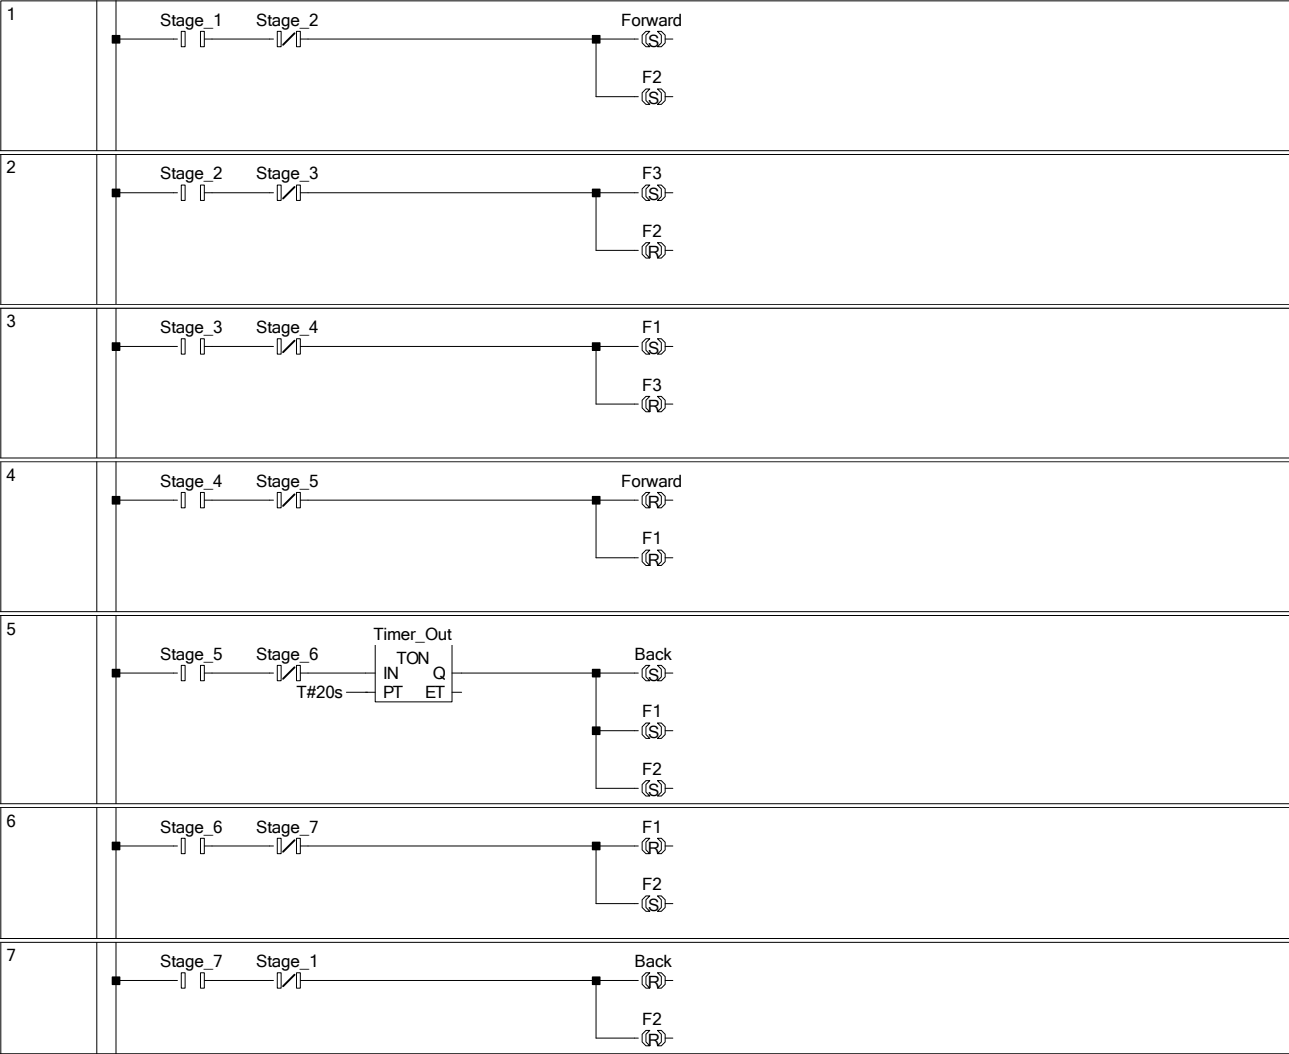 1
Stage_1 Stage_2 Forward
S
F2
S
2
Stage_2 Stage_3 F3
S
F2
R
3
Stage_3 Stage_4 F1
S
F3
R
4
Stage_4 Stage_5 Forward
R
F1
R
5
Timer_Out
Stage_5 Stage_6 TON Back
IN Q S
T#20s PT ET
F1
S
F2
S
6
Stage_6 Stage_7 F1
R
F2
S
7
Stage_7 Stage_1 Back
R
F2
R